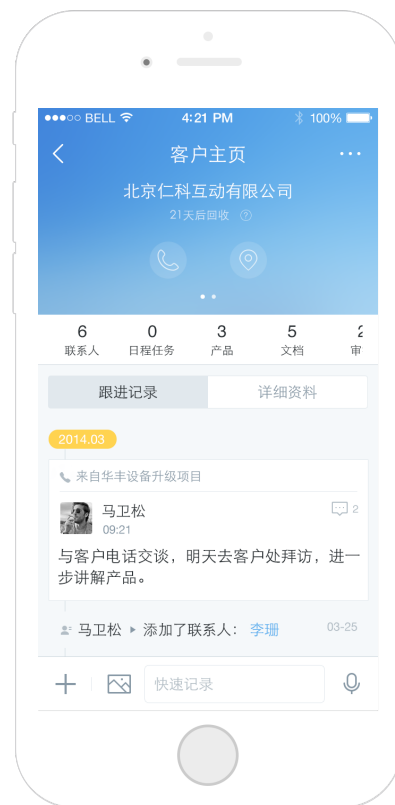 BELL 4:21 PM 100%
客户主页
北京仁科互动有限公司
21天后回收 ?
6 0 3 5
联系人 日程任务 产品 文档 审
跟进记录 详细资料
2014.03
来自华丰设备升级项目
马卫松 2
09:21
与客户电话交谈，明天去客户处拜访，进一
步讲解产品。
马卫松 ▸ 添加了联系人： 李珊 03-25
快速记录